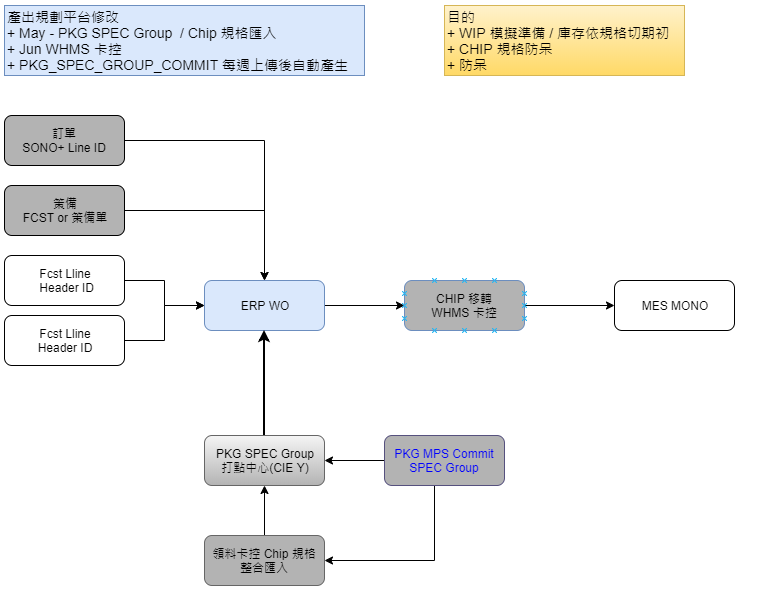 產出規劃平台修改
+ May - PKG SPEC Group / Chip 規格匯入
+ Jun WHMS 卡控
+ PKG_SPEC_GROUP_COMMIT 每週上傳後自動產生
目的
+ WIP 模擬準備 / 庫存依規格切期初
+ CHIP 規格防呆
+ 防呆
訂單
SONO+ Line ID
策備
FCST or 策備單
Fcst Lline
Header ID
Fcst Lline
Header ID
ERP WO
CHIP 移轉
WHMS 卡控
MES MONO
PKG SPEC Group
打點中心(CIE Y)
PKG MPS Commit
SPEC Group
領料卡控 Chip 規格
整合匯入